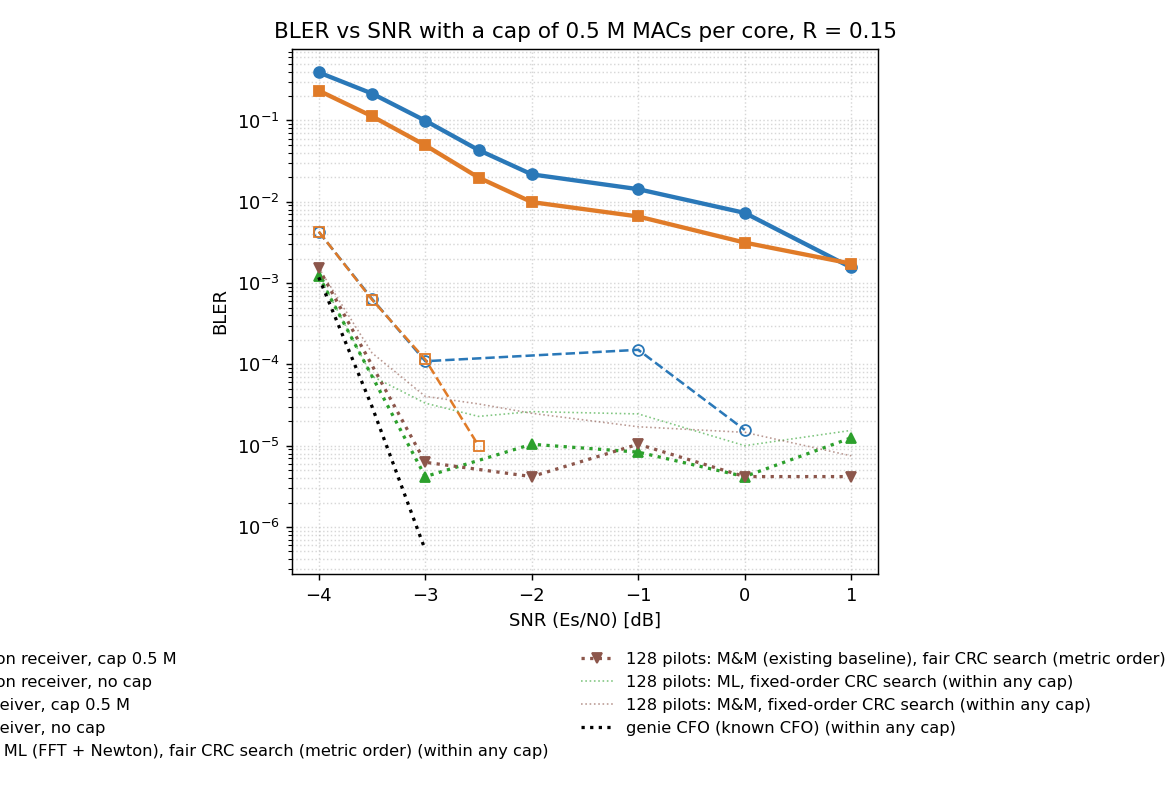 BLER vs SNR with a cap of 0.5 M MACs per core, R = 0.15
BLER
10⁻¹
10⁻²
10⁻³
10⁻⁴
10⁻⁵
10⁻⁶
−4 −3 −2 −1 0 1
SNR (Es/N0) [dB]
on receiver, cap 0.5 M
on receiver, no cap
eiver, cap 0.5 M
eiver, no cap
ML (FFT + Newton), fair CRC search (metric order) (within any cap)
128 pilots: M&M (existing baseline), fair CRC search (metric order)
128 pilots: ML, fixed-order CRC search (within any cap)
128 pilots: M&M, fixed-order CRC search (within any cap)
genie CFO (known CFO) (within any cap)